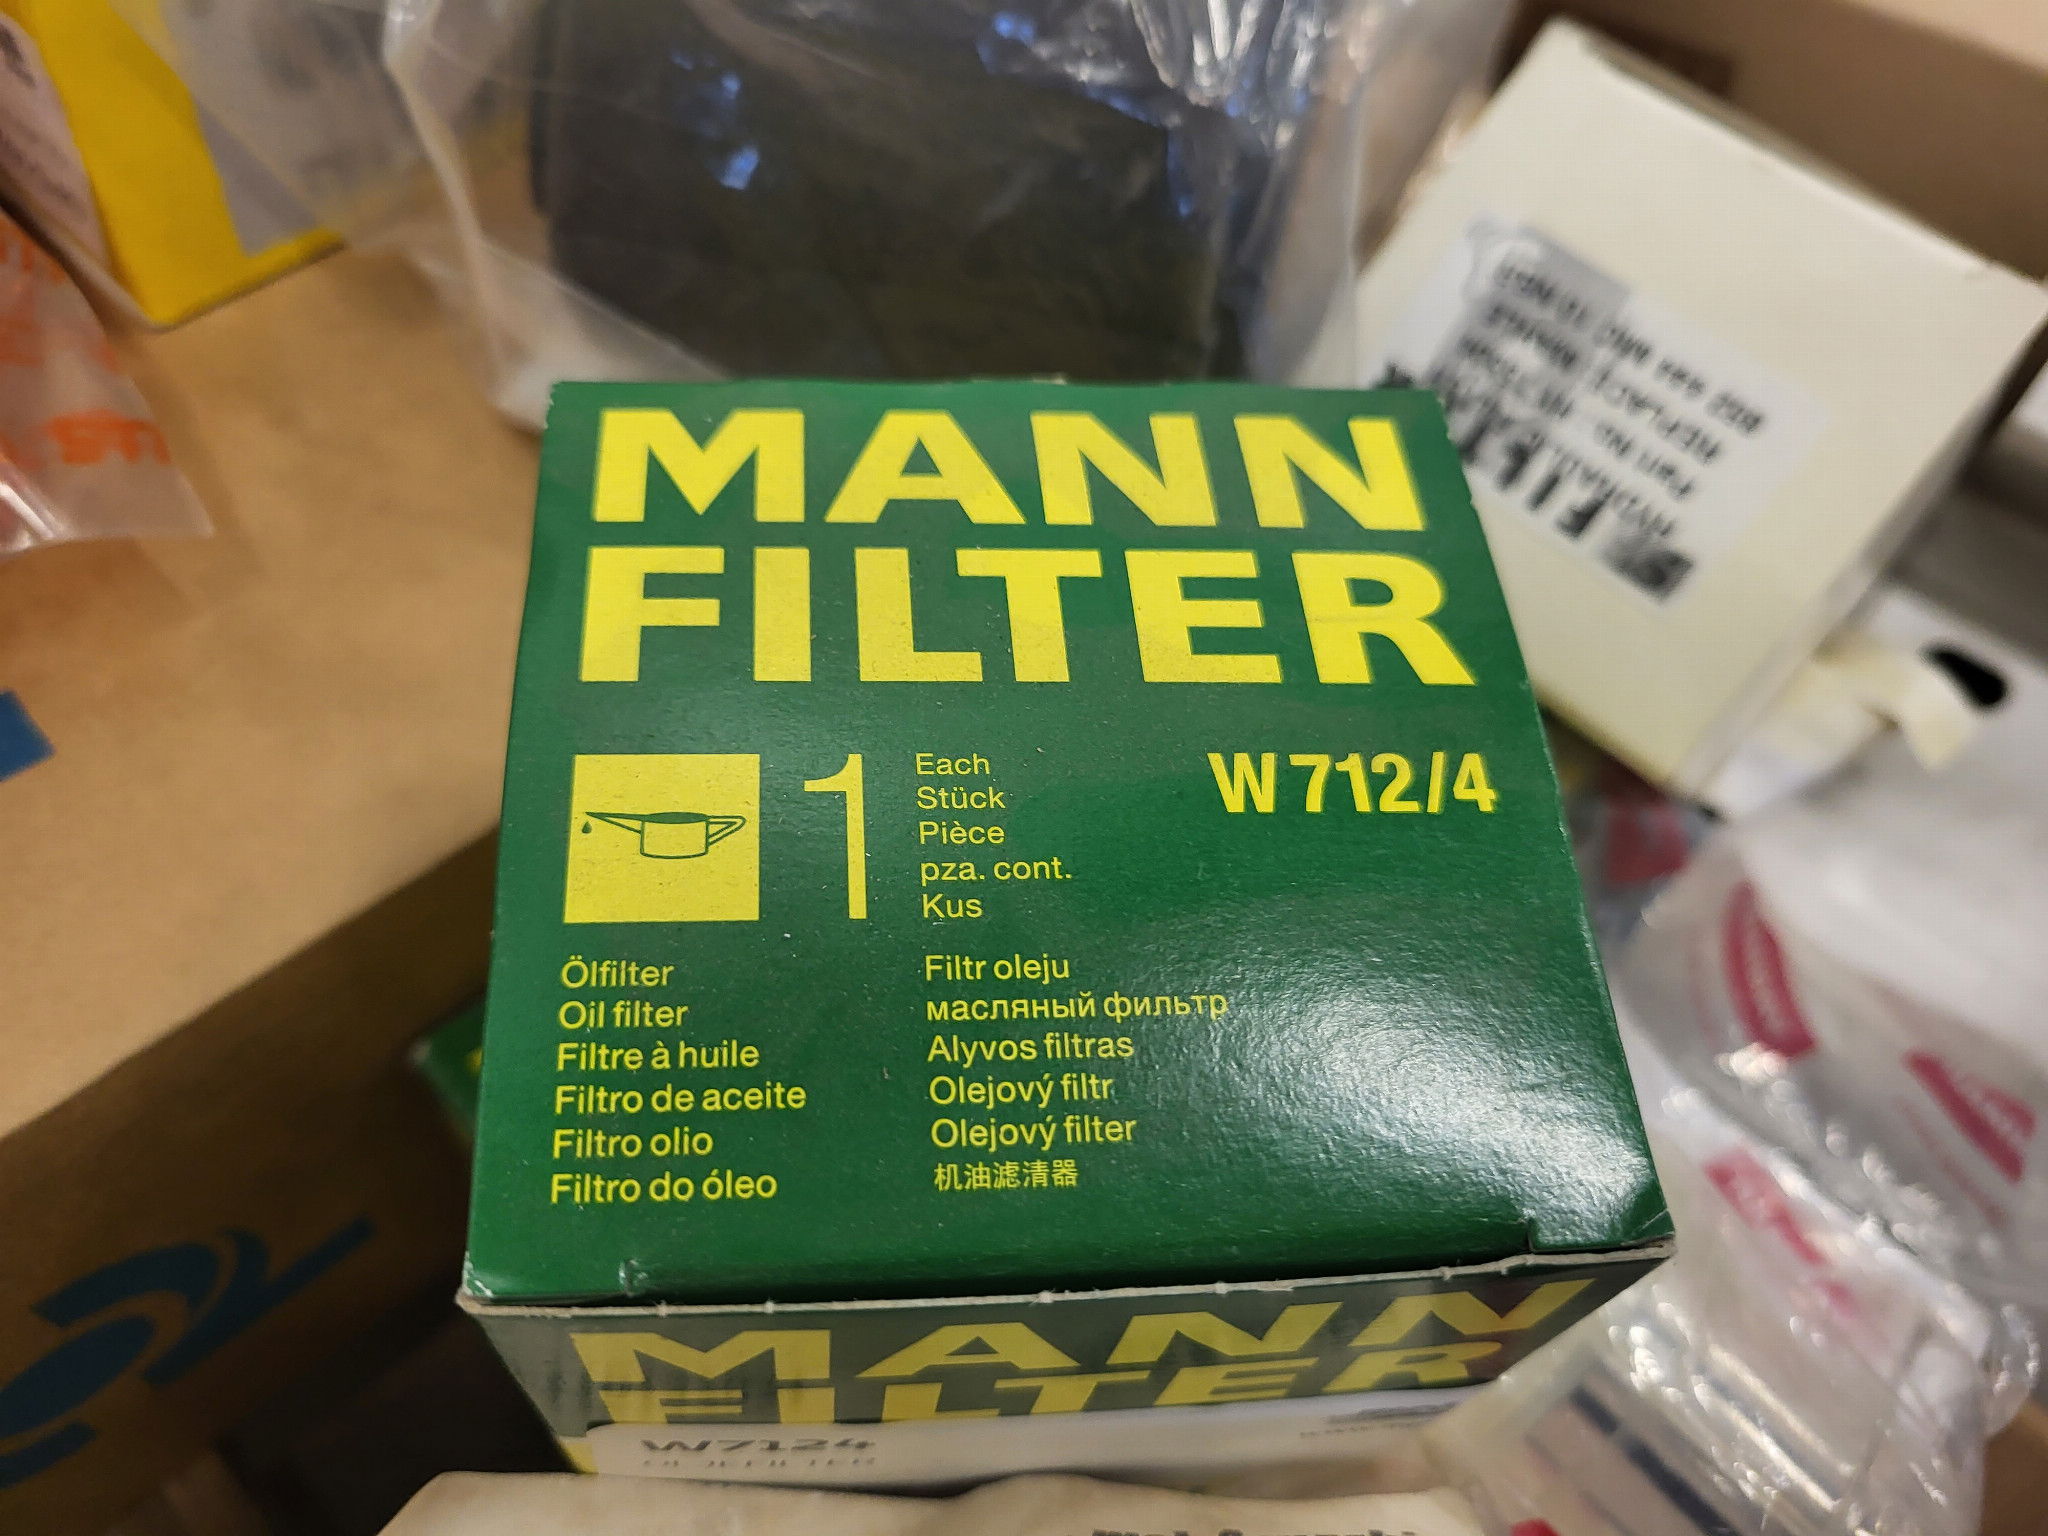 MANN
FILTER
1
Each
Stück
Pièce
pza. cont.
Kus
W 712/4
Ölfilter
Oil filter
Filtre à huile
Filtro de aceite
Filtro olio
Filtro do óleo
Filtr oleju
масляный фильтр
Alyvos filtras
Olejový filtr
Olejový filter
机油滤清器
MANN
FILTER
W7124